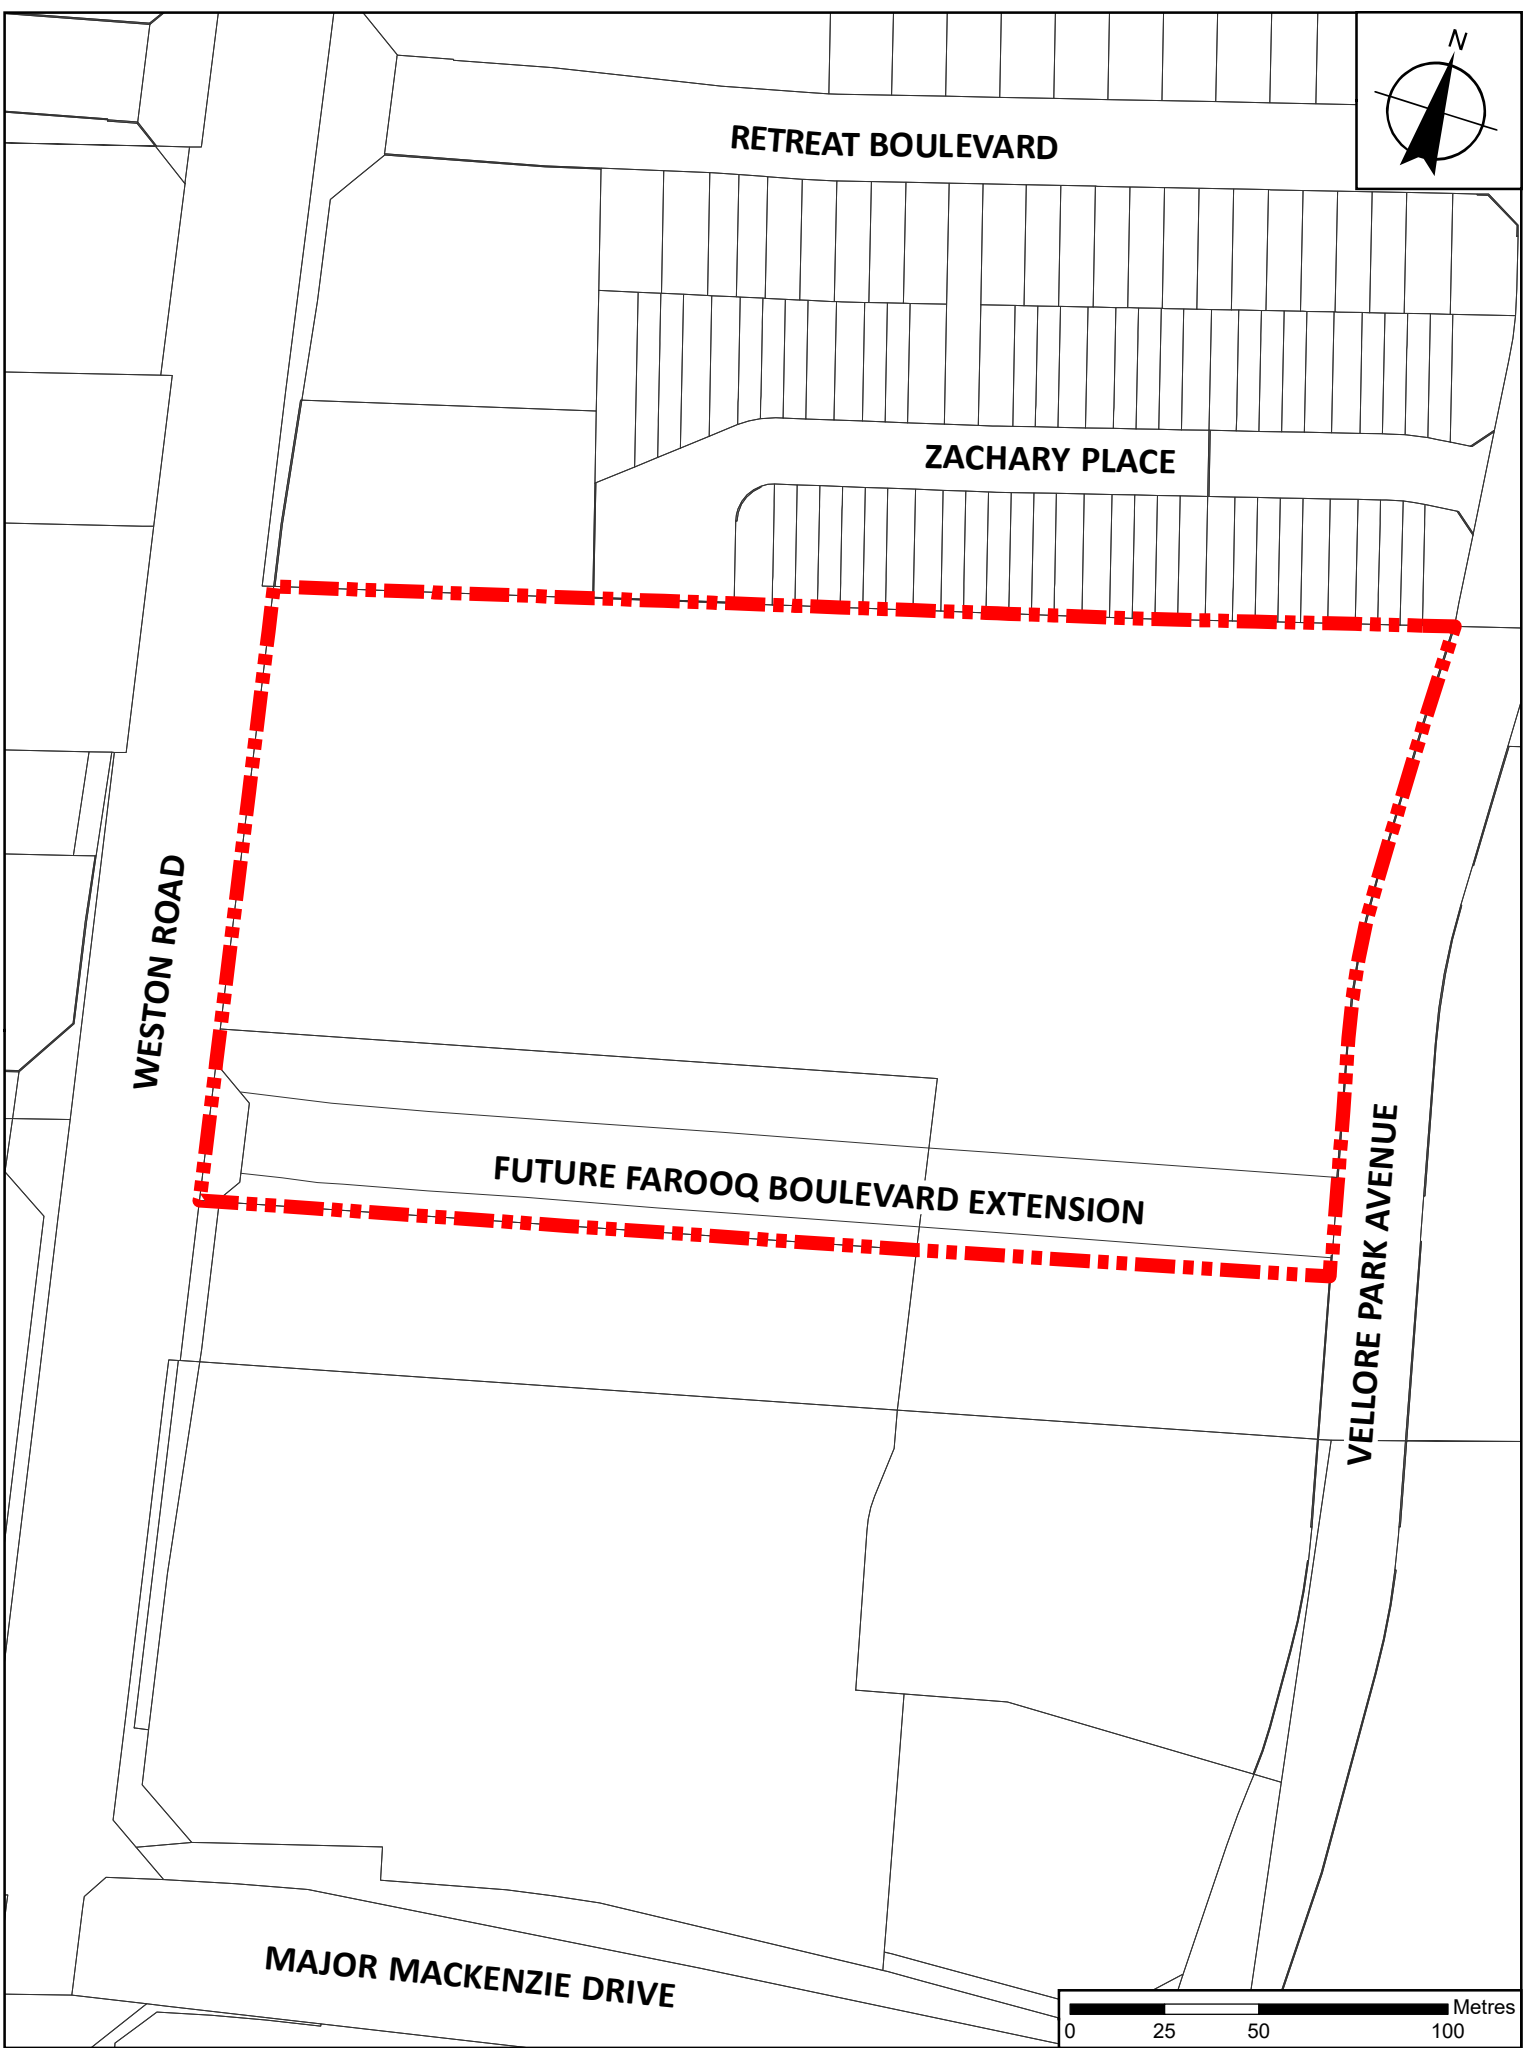 N
RETREAT BOULEVARD
ZACHARY PLACE
WESTON ROAD
FUTURE FAROOQ BOULEVARD EXTENSION
VELLORE PARK AVENUE
MAJOR MACKENZIE DRIVE
Metres
0 25 50 100